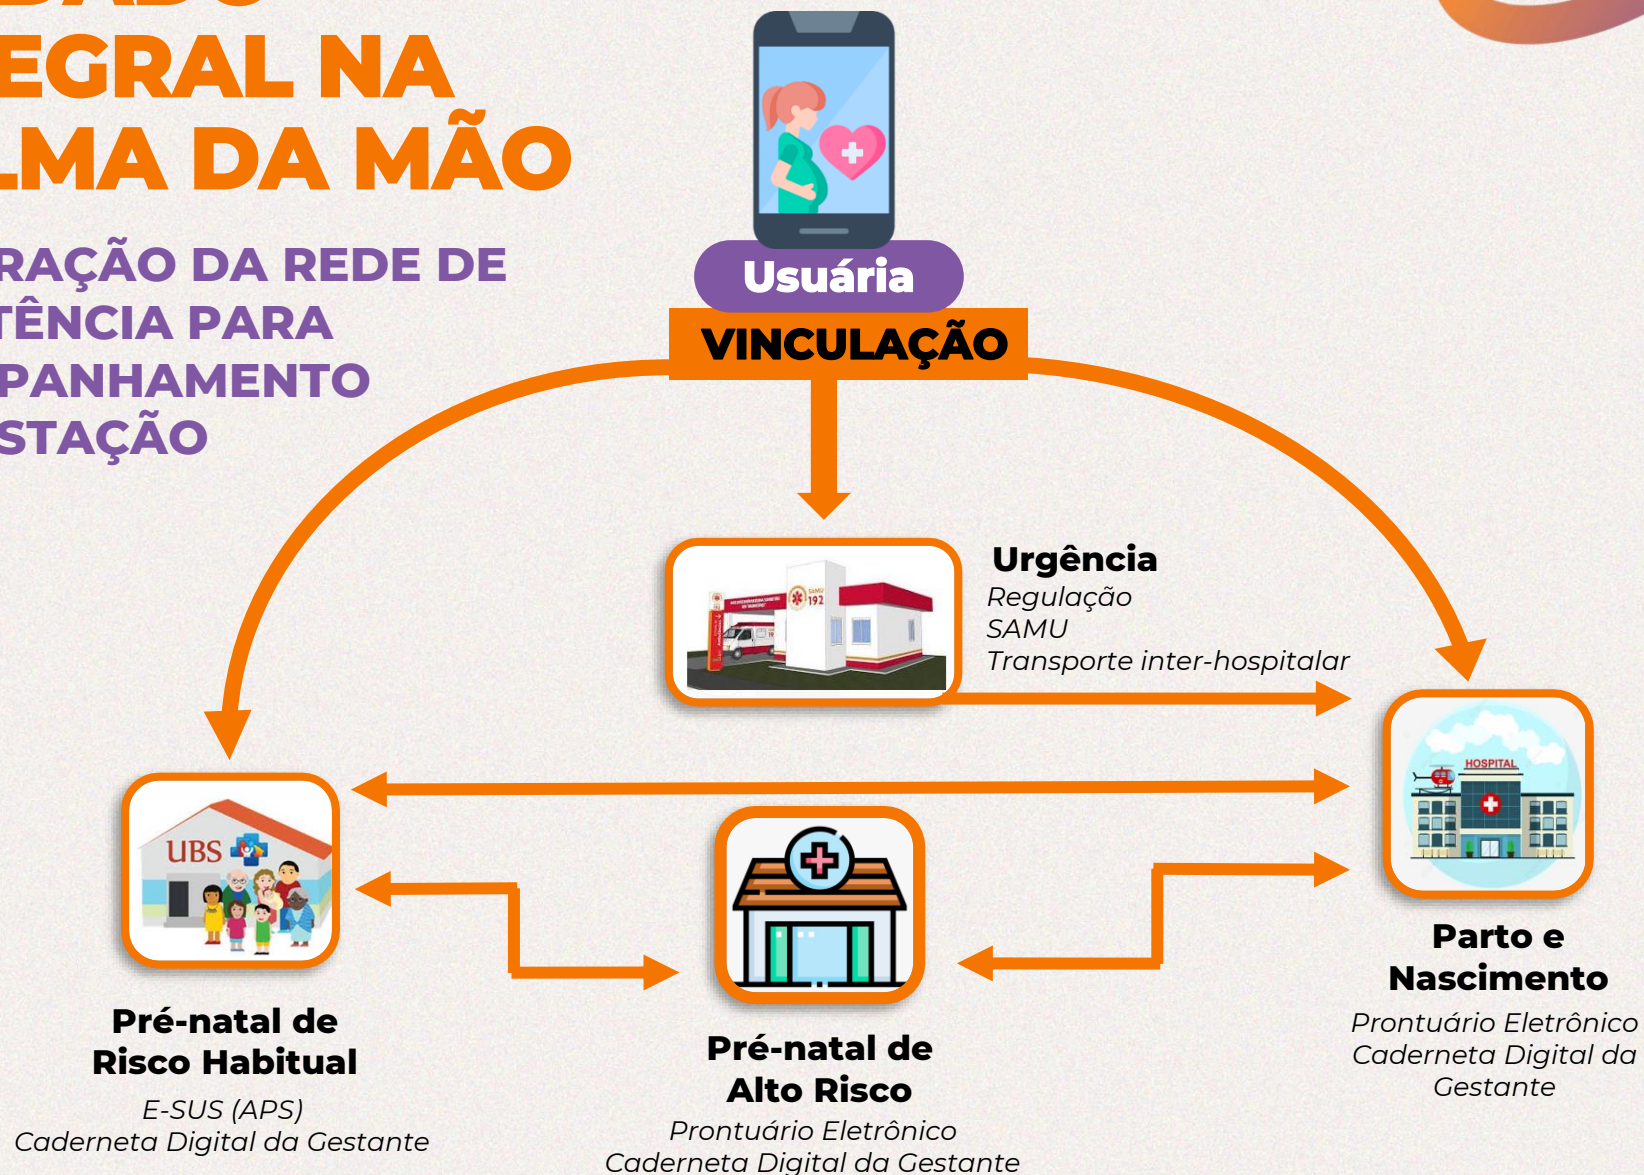 EGRAL NA
LMA DA MÃO
RAÇÃO DA REDE DE
TÊNCIA PARA
PANHAMENTO
STAÇÃO
Usuária
VINCULAÇÃO
SAMU
192
Urgência
Regulação
SAMU
Transporte inter-hospitalar
HOSPITAL
UBS
Parto e
Nascimento
Prontuário Eletrônico
Caderneta Digital da
Gestante
Pré-natal de
Risco Habitual
E-SUS (APS)
Caderneta Digital da Gestante
Pré-natal de
Alto Risco
Prontuário Eletrônico
Caderneta Digital da Gestante